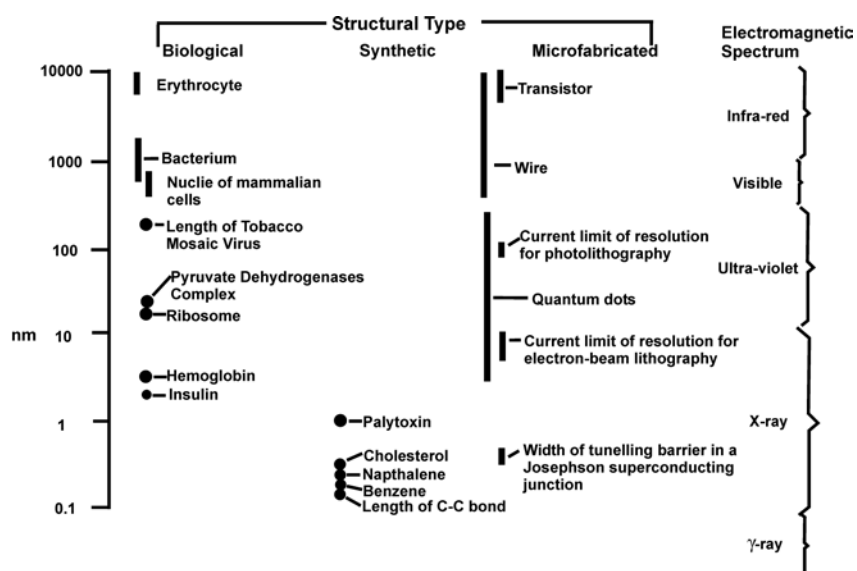 Structural Type
Biological Synthetic Microfabricated
Electromagnetic
Spectrum
10000
Erythrocyte
Transistor
Infra-red
1000
Bacterium
Wire
Nuclie of mammalian
cells
Visible
Length of Tobacco
Mosaic Virus
Current limit of resolution
for photolithography
100
Ultra-violet
Pyruvate Dehydrogenases
Complex
Quantum dots
Ribosome
nm
10
Current limit of resolution for
electron-beam lithography
Hemoglobin
Insulin
1
Palytoxin
X-ray
Cholesterol
Width of tunelling barrier in a
Josephson superconducting
junction
Napthalene
Benzene
Length of C-C bond
0.1
γ-ray